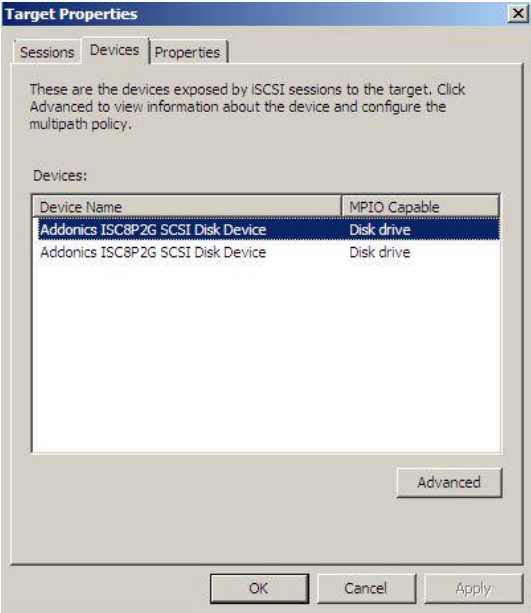 Target Properties
Sessions Devices Properties
These are the devices exposed by iSCSI sessions to the target. Click
Advanced to view information about the device and configure the
multipath policy.
Devices:
Device Name MPIO Capable
Addonics ISC8P2G SCSI Disk Device Disk drive
Addonics ISC8P2G SCSI Disk Device Disk drive
Advanced
OK Cancel Apply